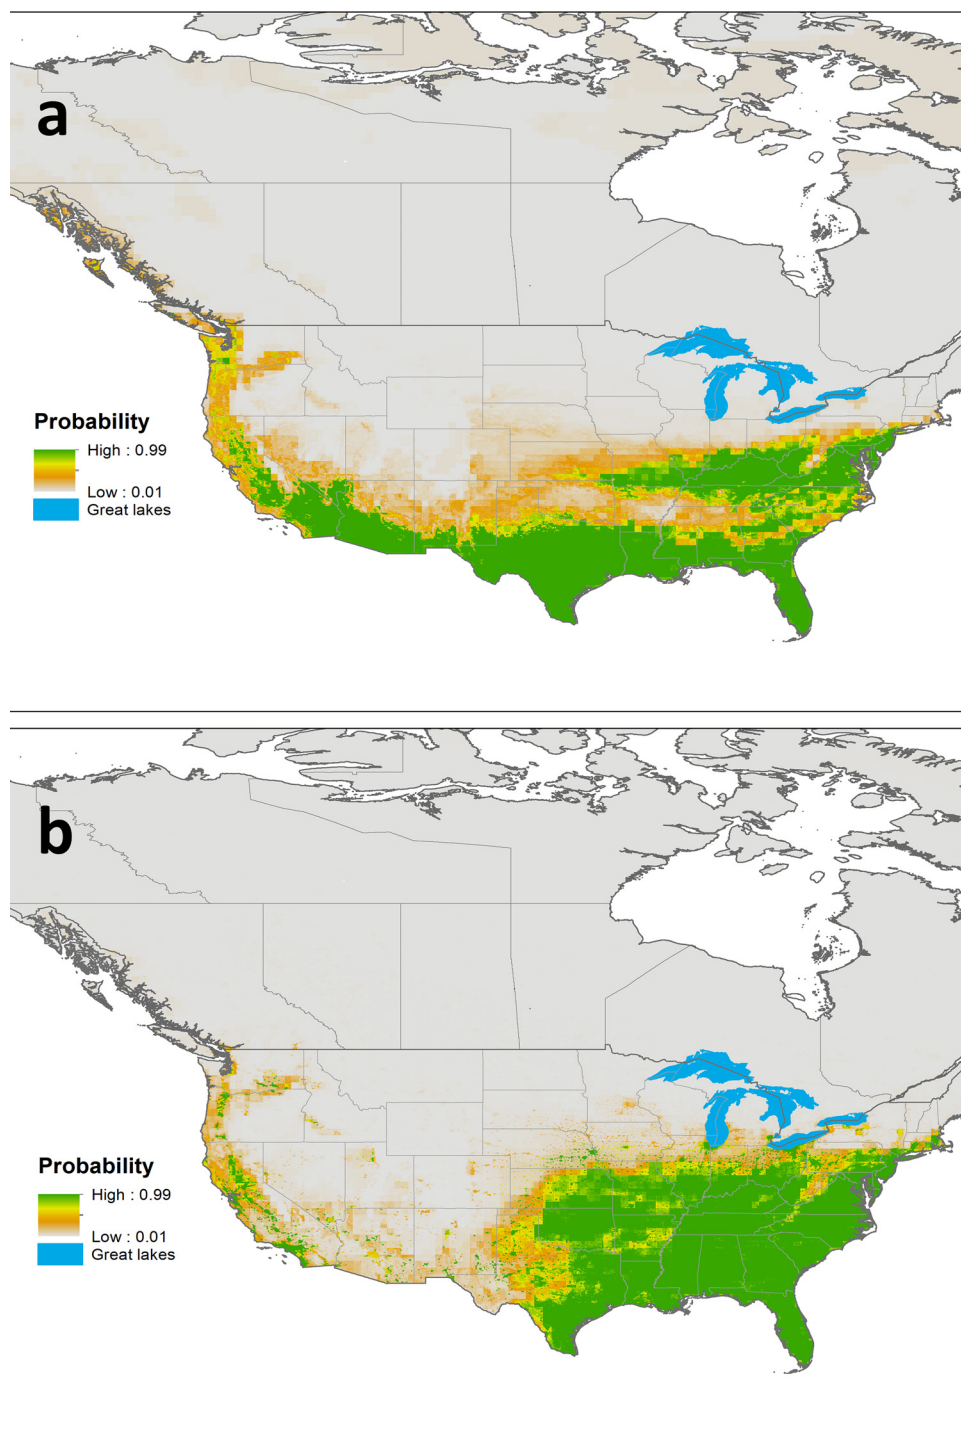 a
Probability
High : 0.99
Low : 0.01
Great lakes
b
Probability
High : 0.99
Low : 0.01
Great lakes